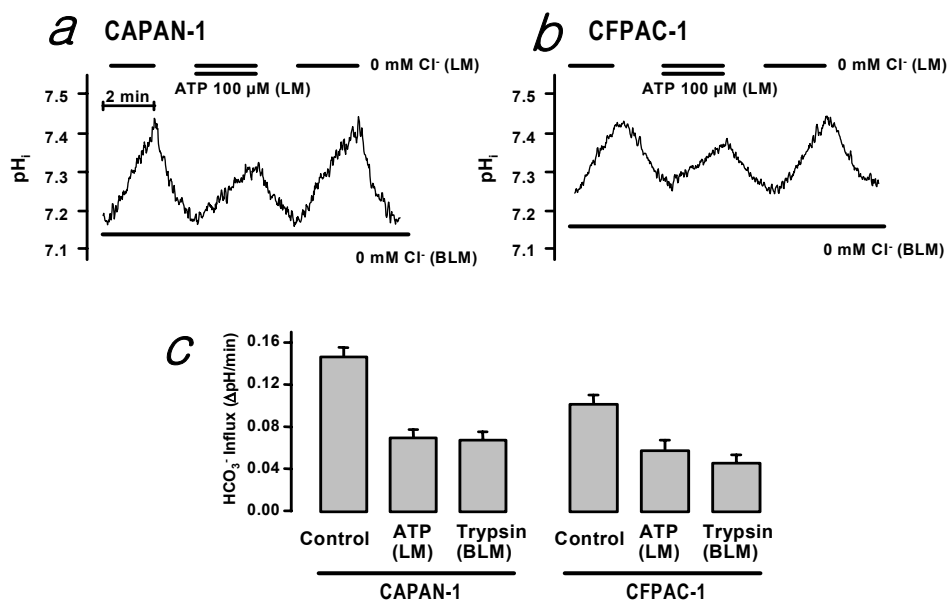 a CAPAN-1
0 mM Cl⁻ (LM)
ATP 100 µM (LM)
2 min
7.5
7.4
7.3
7.2
7.1
pHi
0 mM Cl⁻ (BLM)
b CFPAC-1
0 mM Cl⁻ (LM)
ATP 100 µM (LM)
7.5
7.4
7.3
7.2
7.1
pHi
0 mM Cl⁻ (BLM)
c
HCO₃⁻ Influx (ΔpH/min)
0.16
0.12
0.08
0.04
0.00
Control
ATP
(LM)
Trypsin
(BLM)
Control
ATP
(LM)
Trypsin
(BLM)
CAPAN-1
CFPAC-1